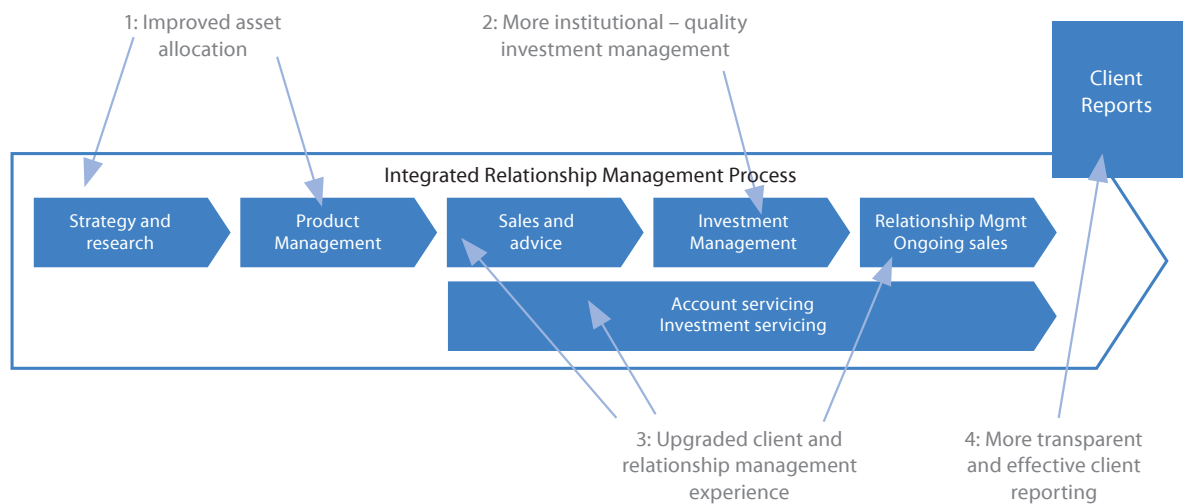 1: Improved asset
allocation
2: More institutional – quality
investment management
Client
Reports
Integrated Relationship Management Process
Strategy and
research
Product
Management
Sales and
advice
Investment
Management
Relationship Mgmt
Ongoing sales
Account servicing
Investment servicing
3: Upgraded client and
relationship management
experience
4: More transparent
and effective client
reporting